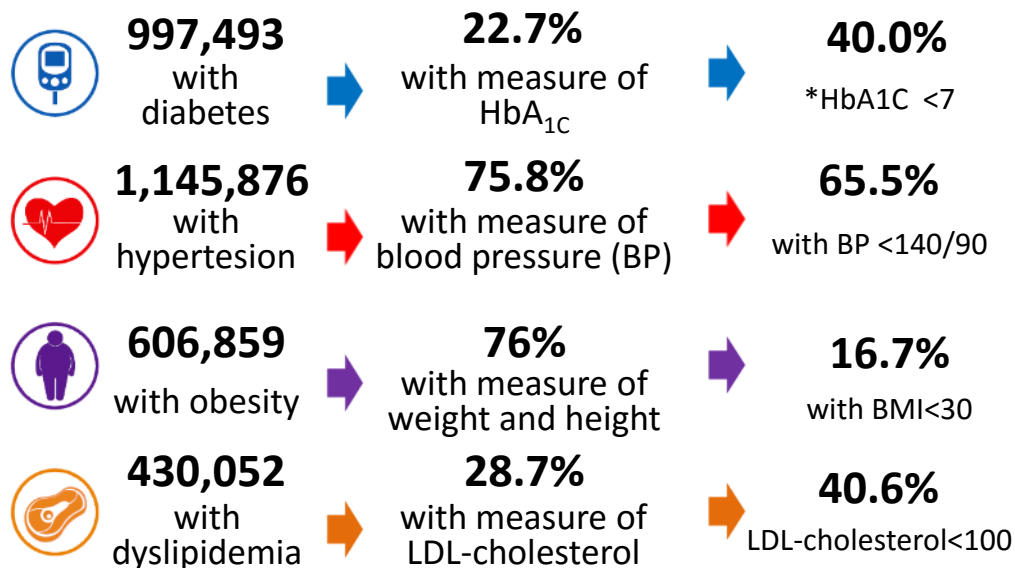 997,493
with
diabetes
22.7%
with measure of
HbA1C
40.0%
*HbA1C <7
1,145,876
with
hypertesion
75.8%
with measure of
blood pressure (BP)
65.5%
with BP <140/90
606,859
with obesity
76%
with measure of
weight and height
16.7%
with BMI<30
430,052
with
dyslipidemia
28.7%
with measure of
LDL-cholesterol
40.6%
LDL-cholesterol<100